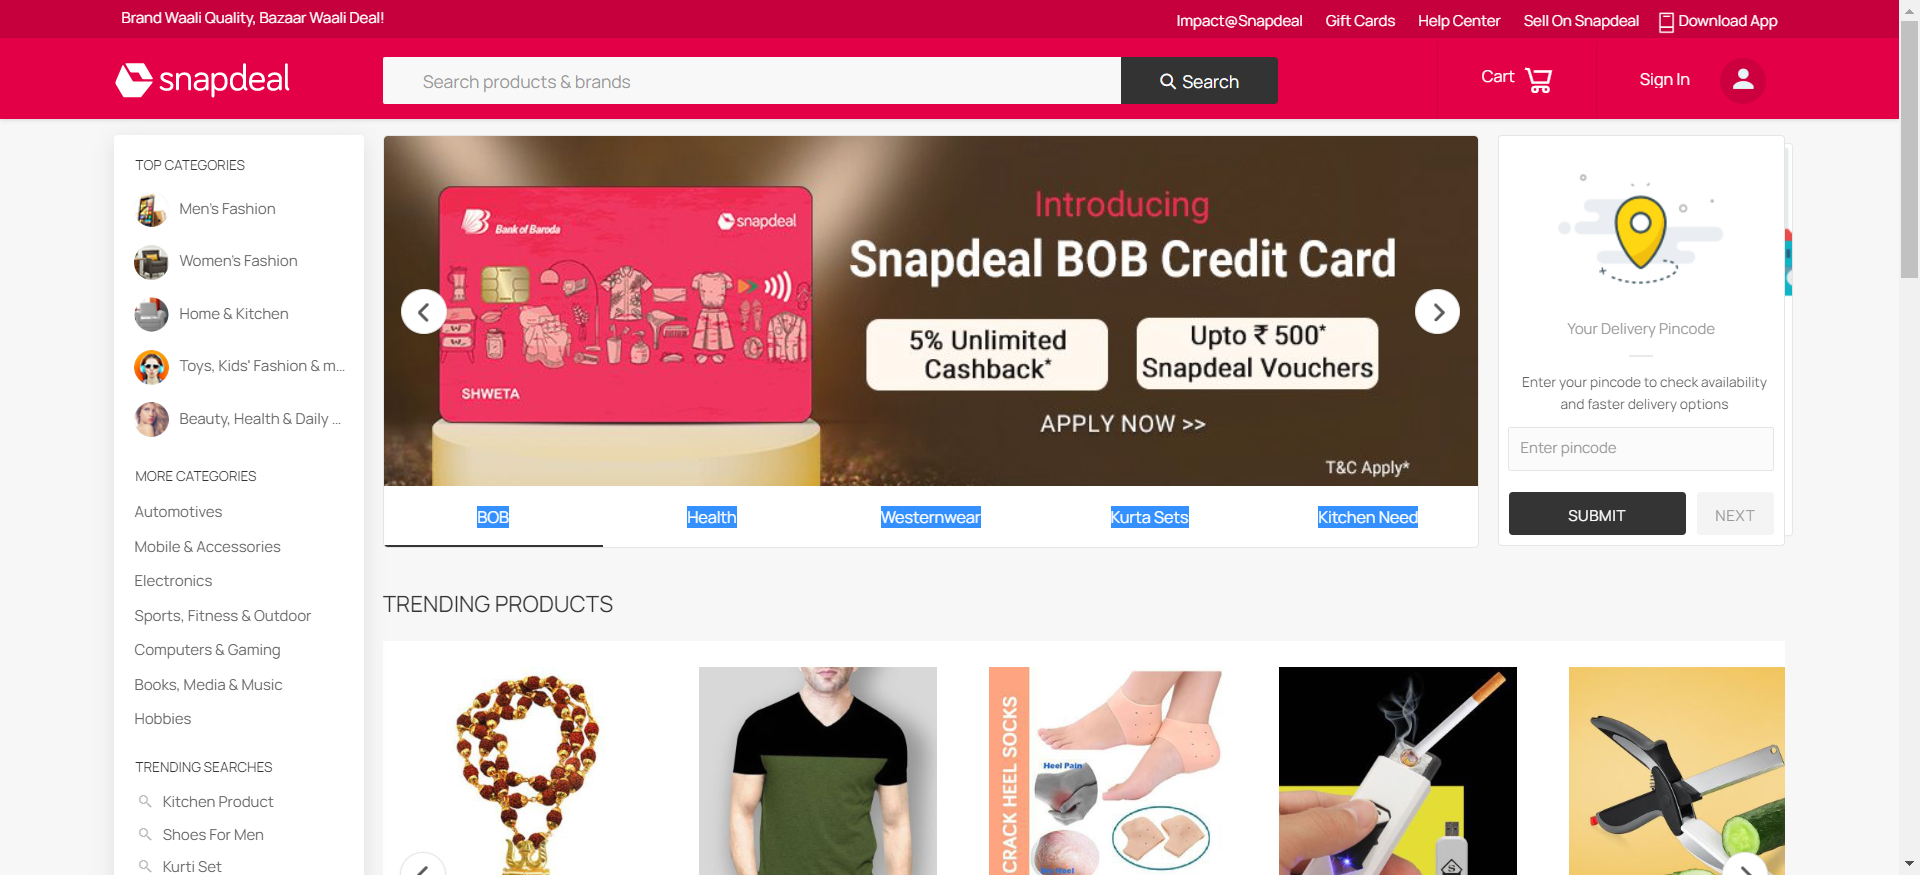 Brand Waali Quality, Bazaar Waali Deal!
Impact@Snapdeal
Gift Cards
Help Center
Sell On Snapdeal
Download App
snapdeal
Search products & brands
Search
Cart
Sign In
TOP CATEGORIES
Men's Fashion
Women's Fashion
Home & Kitchen
Toys, Kids' Fashion & m...
Beauty, Health & Daily ...
MORE CATEGORIES
Automotives
Mobile & Accessories
Electronics
Sports, Fitness & Outdoor
Computers & Gaming
Books, Media & Music
Hobbies
TRENDING SEARCHES
Kitchen Product
Shoes For Men
Kurti Set
Bank of Baroda
snapdeal
SHWETA
Introducing
Snapdeal BOB Credit Card
5% Unlimited
Cashback*
Upto ₹ 500*
Snapdeal Vouchers
APPLY NOW >>
T&C Apply*
BOB
Health
Westernwear
Kurta Sets
Kitchen Need
Your Delivery Pincode
Enter your pincode to check availability
and faster delivery options
Enter pincode
SUBMIT
NEXT
TRENDING PRODUCTS
CRACK HEEL SOCKS
Heel Pain